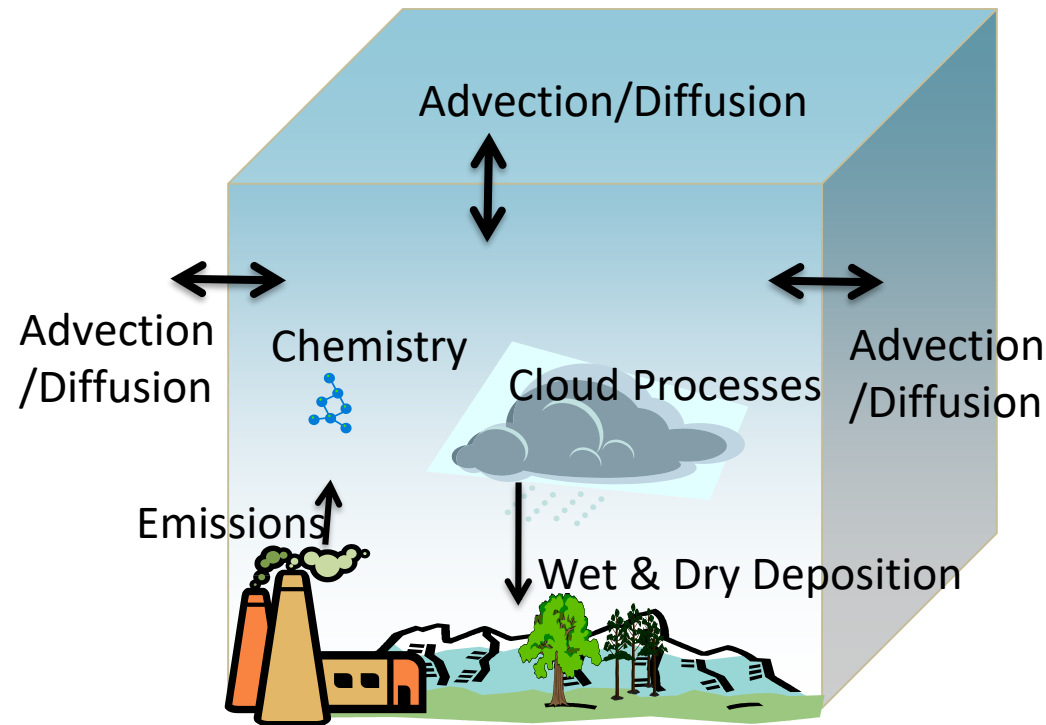 Advection/Diffusion
Advection
/Diffusion
Chemistry
Cloud Processes
Advection
/Diffusion
Emissions
Wet & Dry Deposition